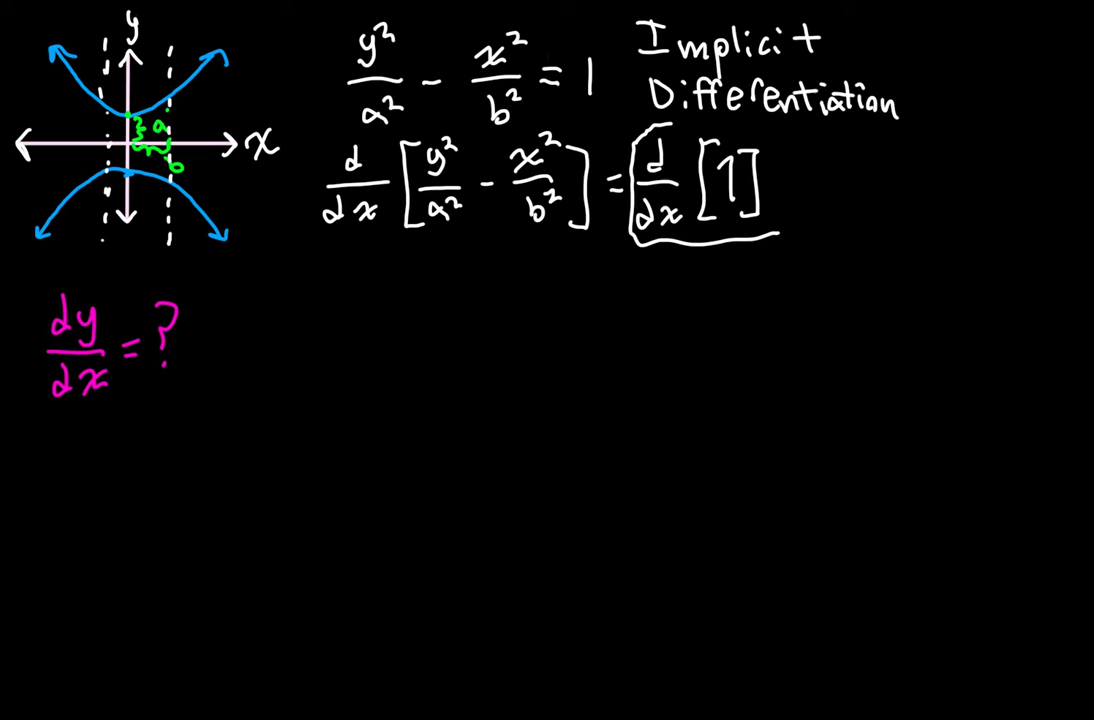 y
x
a
b
y²/a² - x²/b² = 1
Implicit
Differentiation
d/dx [y²/a² - x²/b²] = d/dx [1]
dy/dx = ?